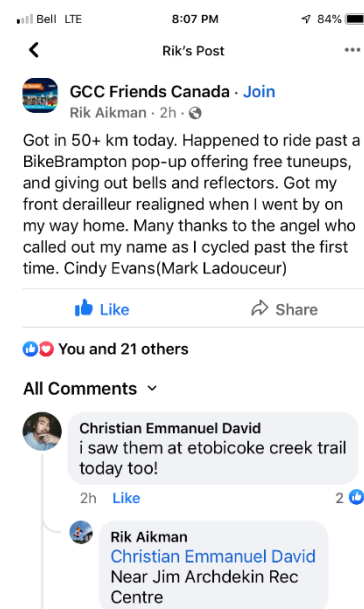 Bell LTE 8:07 PM 84%
Rik's Post
GCC Friends Canada · Join
Rik Aikman · 2h ·
Got in 50+ km today. Happened to ride past a
BikeBrampton pop-up offering free tuneups,
and giving out bells and reflectors. Got my
front derailleur realigned when I went by on
my way home. Many thanks to the angel who
called out my name as I cycled past the first
time. Cindy Evans(Mark Ladouceur)
Like Share
You and 21 others
All Comments
Christian Emmanuel David
i saw them at etobicoke creek trail
today too!
2h Like 2
Rik Aikman
Christian Emmanuel David
Near Jim Archdekin Rec
Centre